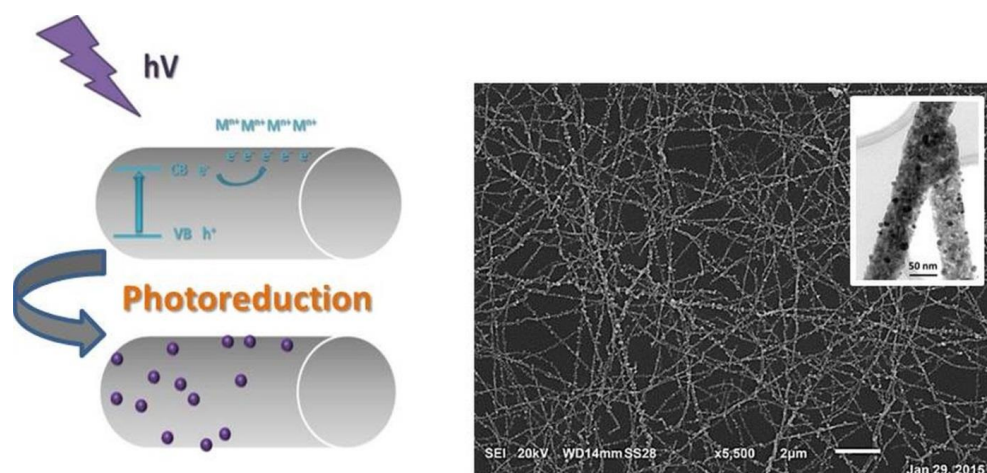 hV
Mⁿ⁺ Mⁿ⁺ Mⁿ⁺ Mⁿ⁺
e⁻ e⁻ e⁻ e⁻ e⁻
CB e⁻
VB h⁺
Photoreduction
50 nm
SEI 20kV WD14mm SS28 x5,500 2μm
Jan 29, 2015